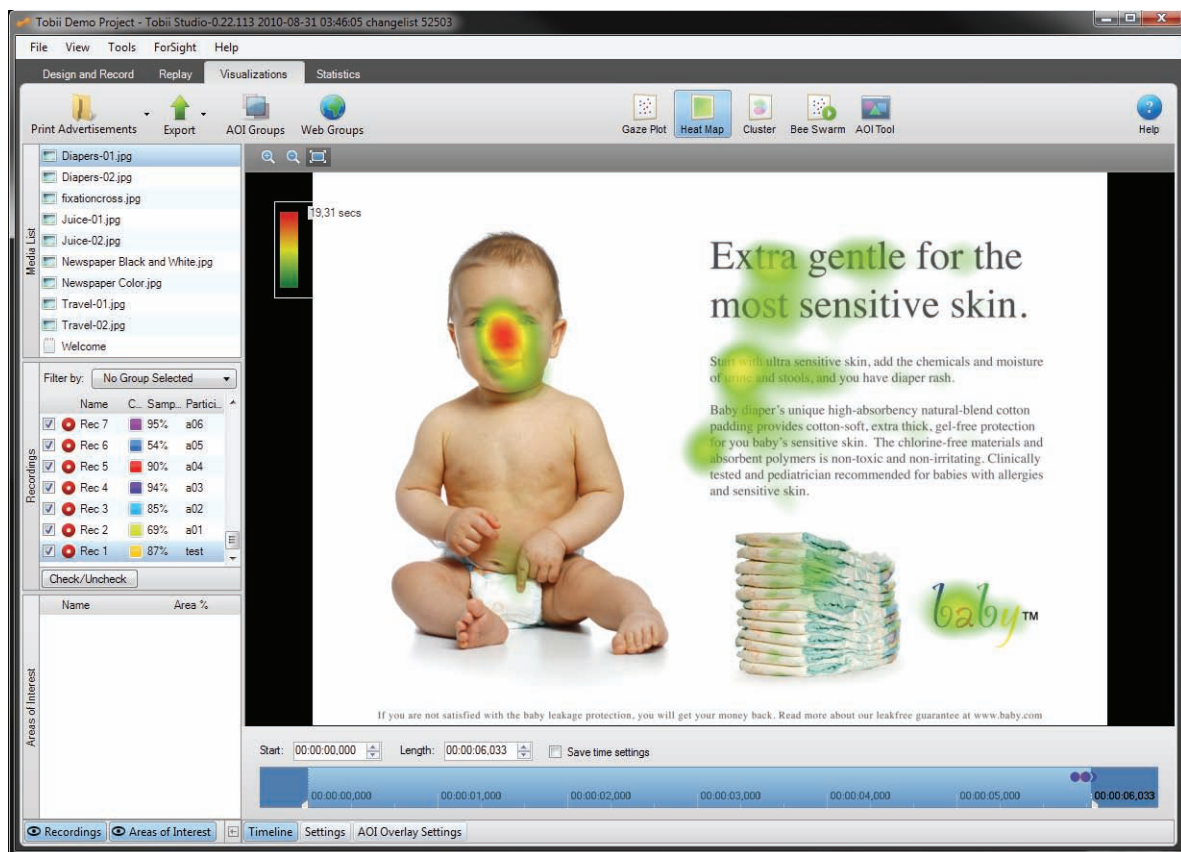 Tobii Demo Project - Tobii Studio-0.22.113 2010-08-31 03:46:05 changelist 52503
File View Tools ForSight Help
Design and Record Replay Visualizations Statistics
Print Advertisements Export AOI Groups Web Groups Gaze Plot Heat Map Cluster Bee Swarm AOI Tool Help
Media List
Diapers-01.jpg
Diapers-02.jpg
fixationcross.jpg
Juice-01.jpg
Juice-02.jpg
Newspaper Black and White.jpg
Newspaper Color.jpg
Travel-01.jpg
Travel-02.jpg
Welcome
Recordings
Filter by: No Group Selected
Name C... Samp... Partici...
Rec 7 95% a06
Rec 6 54% a05
Rec 5 90% a04
Rec 4 94% a03
Rec 3 85% a02
Rec 2 69% a01
Rec 1 87% test
Check/Uncheck
Areas of Interest
Name Area %
19,31 secs
Extra gentle for the
most sensitive skin.
Start with ultra sensitive skin, add the chemicals and moisture
of urine and stools, and you have diaper rash.
Baby diaper's unique high-absorbency natural-blend cotton
padding provides cotton-soft, extra thick, gel-free protection
for you baby's sensitive skin. The chlorine-free materials and
absorbent polymers is non-toxic and non-irritating. Clinically
tested and pediatrician recommended for babies with allergies
and sensitive skin.
baby™
If you are not satisfied with the baby leakage protection, you will get your money back. Read more about our leakfree guarantee at www.baby.com
Start: 00:00:00,000 Length: 00:00:06,033 Save time settings
00:00:00,000 00:00:01,000 00:00:02,000 00:00:03,000 00:00:04,000 00:00:05,000 00:00:06,033
Recordings Areas of Interest Timeline Settings AOI Overlay Settings